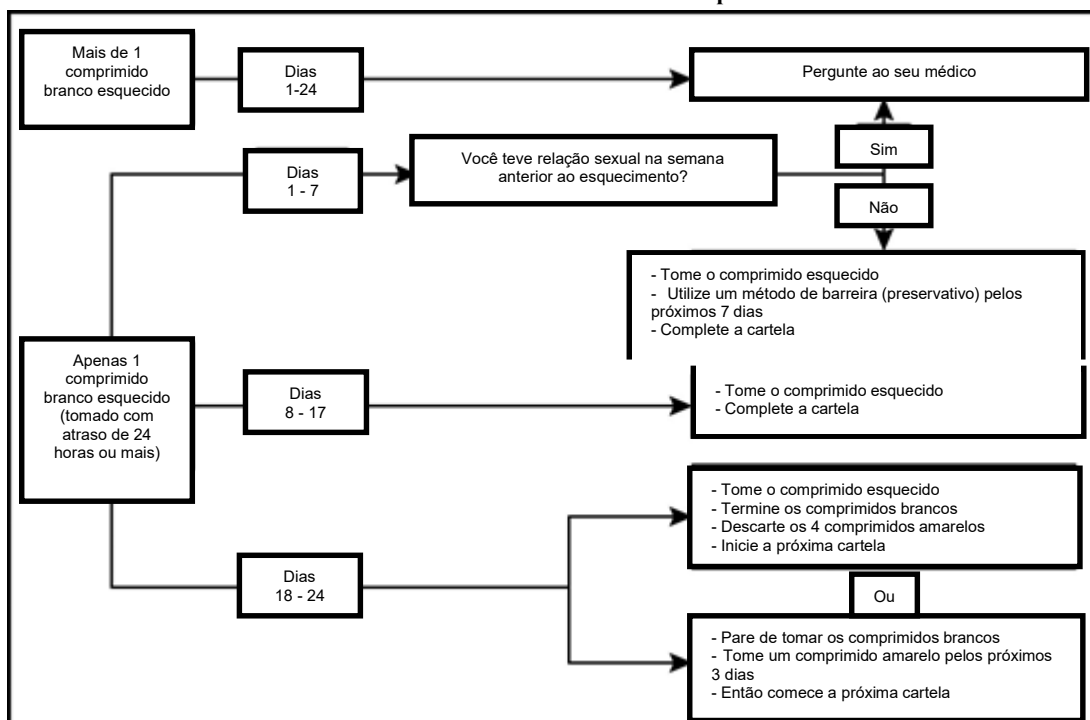 Mais de 1
comprimido
branco esquecido
Dias
1-24
Pergunte ao seu médico
Sim
Dias
1 - 7
Você teve relação sexual na semana
anterior ao esquecimento?
Não
- Tome o comprimido esquecido
- Utilize um método de barreira (preservativo) pelos
próximos 7 dias
- Complete a cartela
Apenas 1
comprimido
branco esquecido
(tomado com
atraso de 24
horas ou mais)
Dias
8 - 17
- Tome o comprimido esquecido
- Complete a cartela
- Tome o comprimido esquecido
- Termine os comprimidos brancos
- Descarte os 4 comprimidos amarelos
- Inicie a próxima cartela
Dias
18 - 24
Ou
- Pare de tomar os comprimidos brancos
- Tome um comprimido amarelo pelos próximos
3 dias
- Então comece a próxima cartela